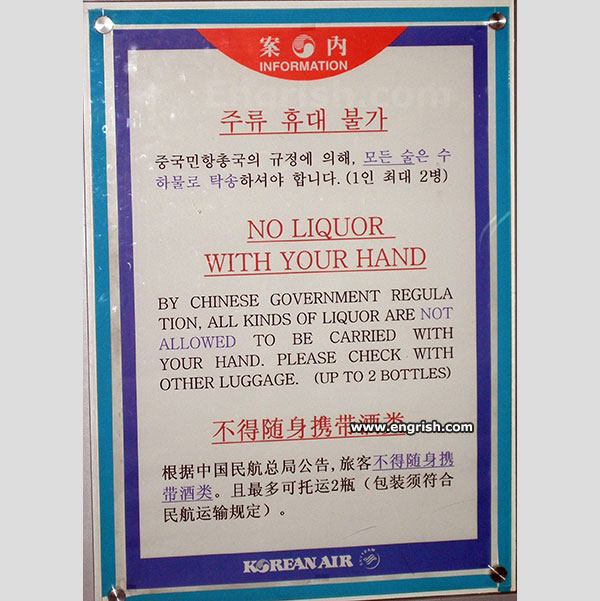 案 内
INFORMATION
Engrish.com
주류 휴대 불가
중국민항총국의 규정에 의해, 모든 술은 수
하물로 탁송하셔야 합니다. (1인 최대 2병)
NO LIQUOR
WITH YOUR HAND
BY CHINESE GOVERNMENT REGULA
TION, ALL KINDS OF LIQUOR ARE NOT
ALLOWED TO BE CARRIED WITH
YOUR HAND. PLEASE CHECK WITH
OTHER LUGGAGE. (UP TO 2 BOTTLES)
不得随身携带酒类
www.engrish.com
根据中国民航总局公告, 旅客不得随身携
带酒类。且最多可托运2瓶（包装须符合
民航运输规定）。
KOREAN AIR